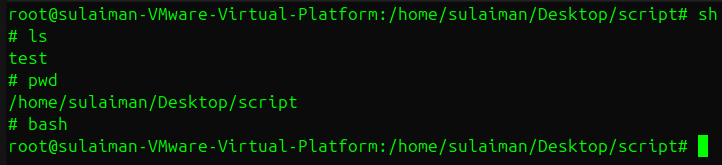 root@sulaiman-VMware-Virtual-Platform:/home/sulaiman/Desktop/script# sh
# ls
test
# pwd
/home/sulaiman/Desktop/script
# bash
root@sulaiman-VMware-Virtual-Platform:/home/sulaiman/Desktop/script#